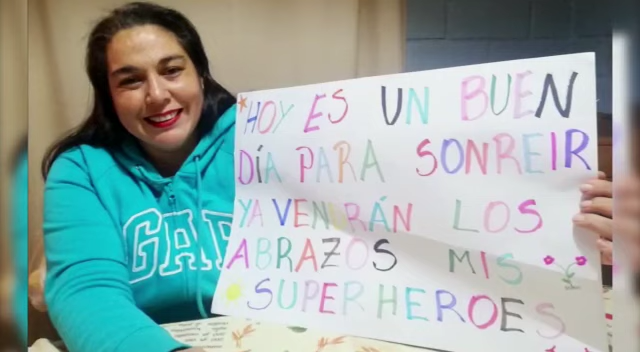 HOY ES UN BUEN
DÍA PARA SONREIR
YA VENDRÁN LOS
ABRAZOS MIS
SUPERHEROES
GAP